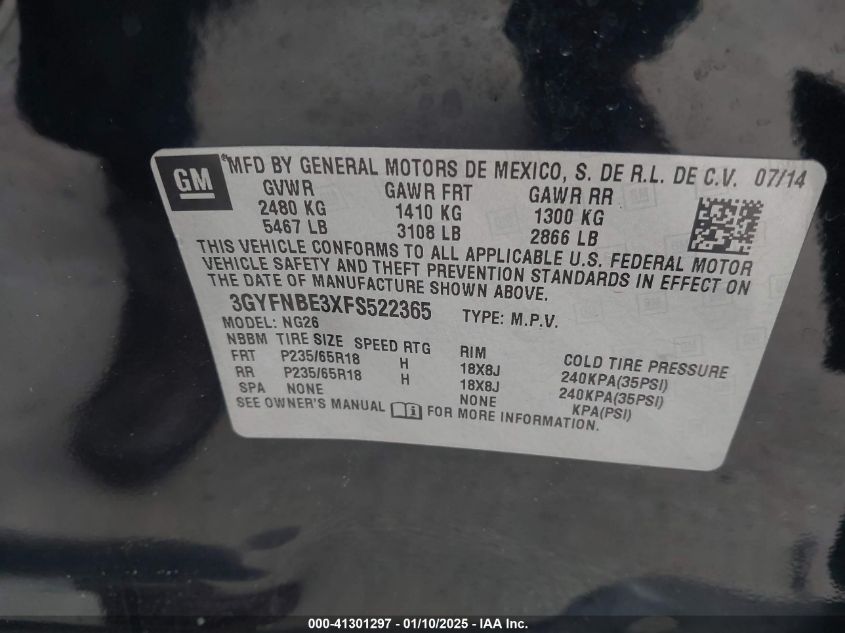 GM
*MFD BY GENERAL MOTORS DE MEXICO, S. DE R.L. DE C.V. 07/14
GVWR GAWR FRT GAWR RR
2480 KG 1410 KG 1300 KG
5467 LB 3108 LB 2866 LB
THIS VEHICLE CONFORMS TO ALL APPLICABLE U.S. FEDERAL MOTOR
VEHICLE SAFETY AND THEFT PREVENTION STANDARDS IN EFFECT ON
THE DATE OF MANUFACTURE SHOWN ABOVE.
3GYFNBE3XFS522365 TYPE: M.P.V.
MODEL: NG26
NBBM TIRE SIZE SPEED RTG RIM COLD TIRE PRESSURE
FRT P235/65R18 H 18X8J 240KPA(35PSI)
RR P235/65R18 H 18X8J 240KPA(35PSI)
SPA NONE NONE KPA(PSI)
SEE OWNER'S MANUAL FOR MORE INFORMATION.
000-41301297 - 01/10/2025 - IAA Inc.